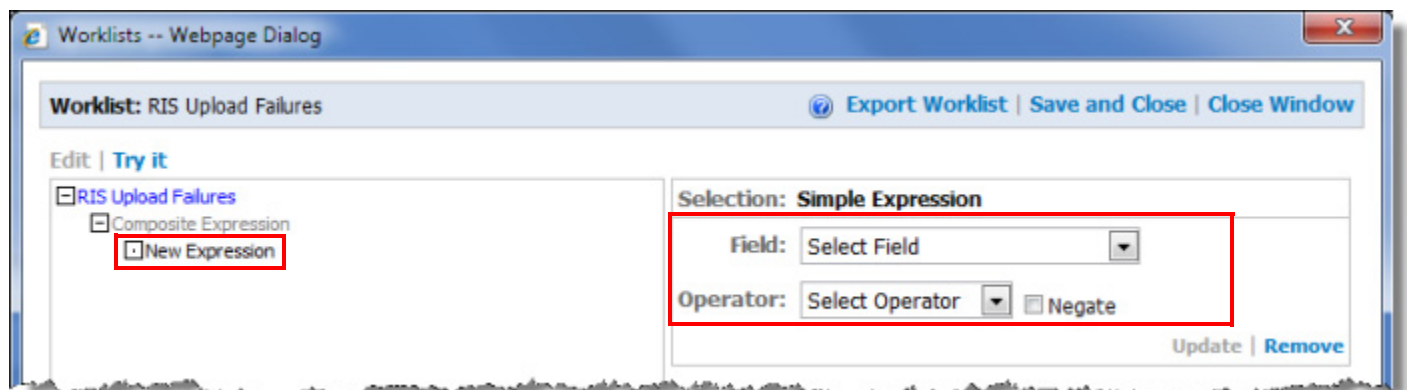 Worklists -- Webpage Dialog
Worklist: RIS Upload Failures
Export Worklist | Save and Close | Close Window
Edit | Try it
RIS Upload Failures
Composite Expression
New Expression
Selection: Simple Expression
Field: Select Field
Operator: Select Operator Negate
Update | Remove